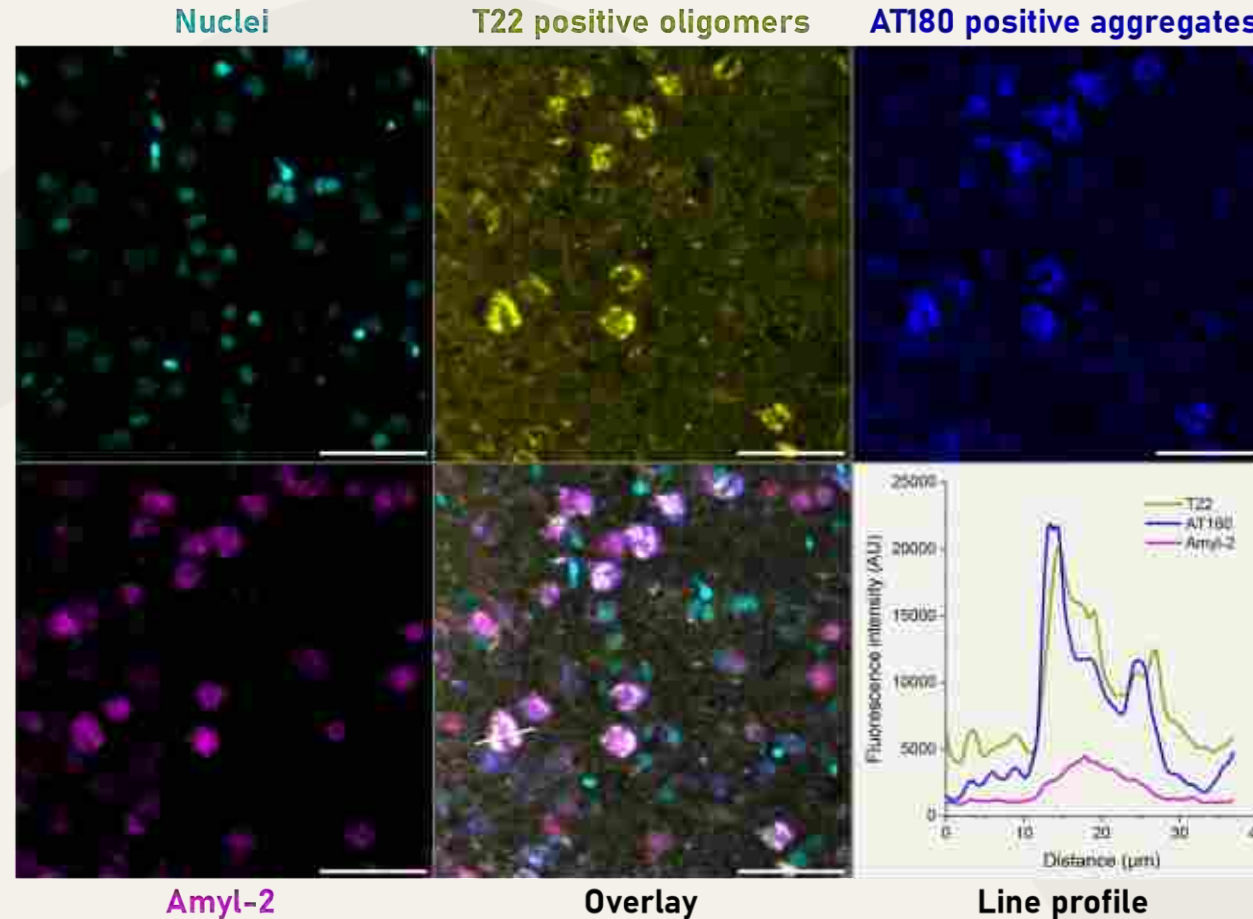 Nuclei
T22 positive oligomers
AT180 positive aggregates
25000
20000
15000
10000
5000
0
Fluorescence intensity (AU)
T22
AT180
Amyl-2
0 10 20 30
Distance (μm)
Amyl-2
Overlay
Line profile